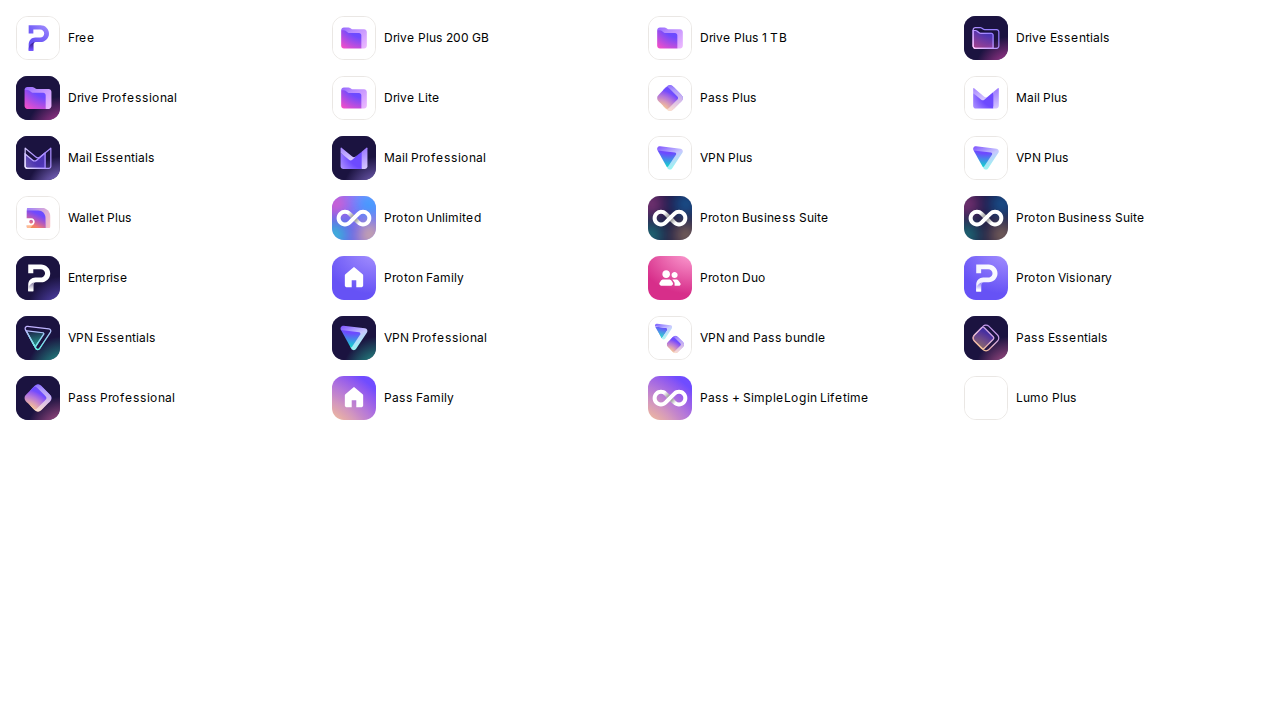 Free
Drive Plus 200 GB
Drive Plus 1 TB
Drive Essentials
Drive Professional
Drive Lite
Pass Plus
Mail Plus
Mail Essentials
Mail Professional
VPN Plus
VPN Plus
Wallet Plus
Proton Unlimited
Proton Business Suite
Proton Business Suite
Enterprise
Proton Family
Proton Duo
Proton Visionary
VPN Essentials
VPN Professional
VPN and Pass bundle
Pass Essentials
Pass Professional
Pass Family
Pass + SimpleLogin Lifetime
Lumo Plus